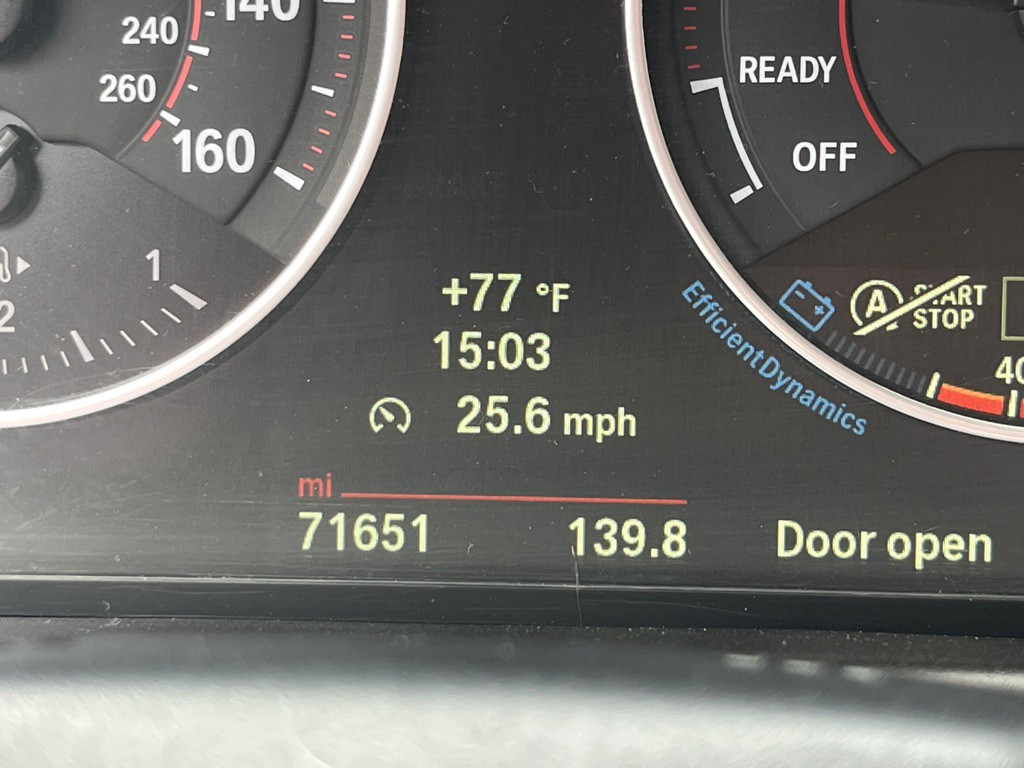 140
240
260
160
1
2
READY
OFF
+77 °F
15:03
25.6 mph
mi
71651 139.8
Door open
EfficientDynamics
A START
STOP
40